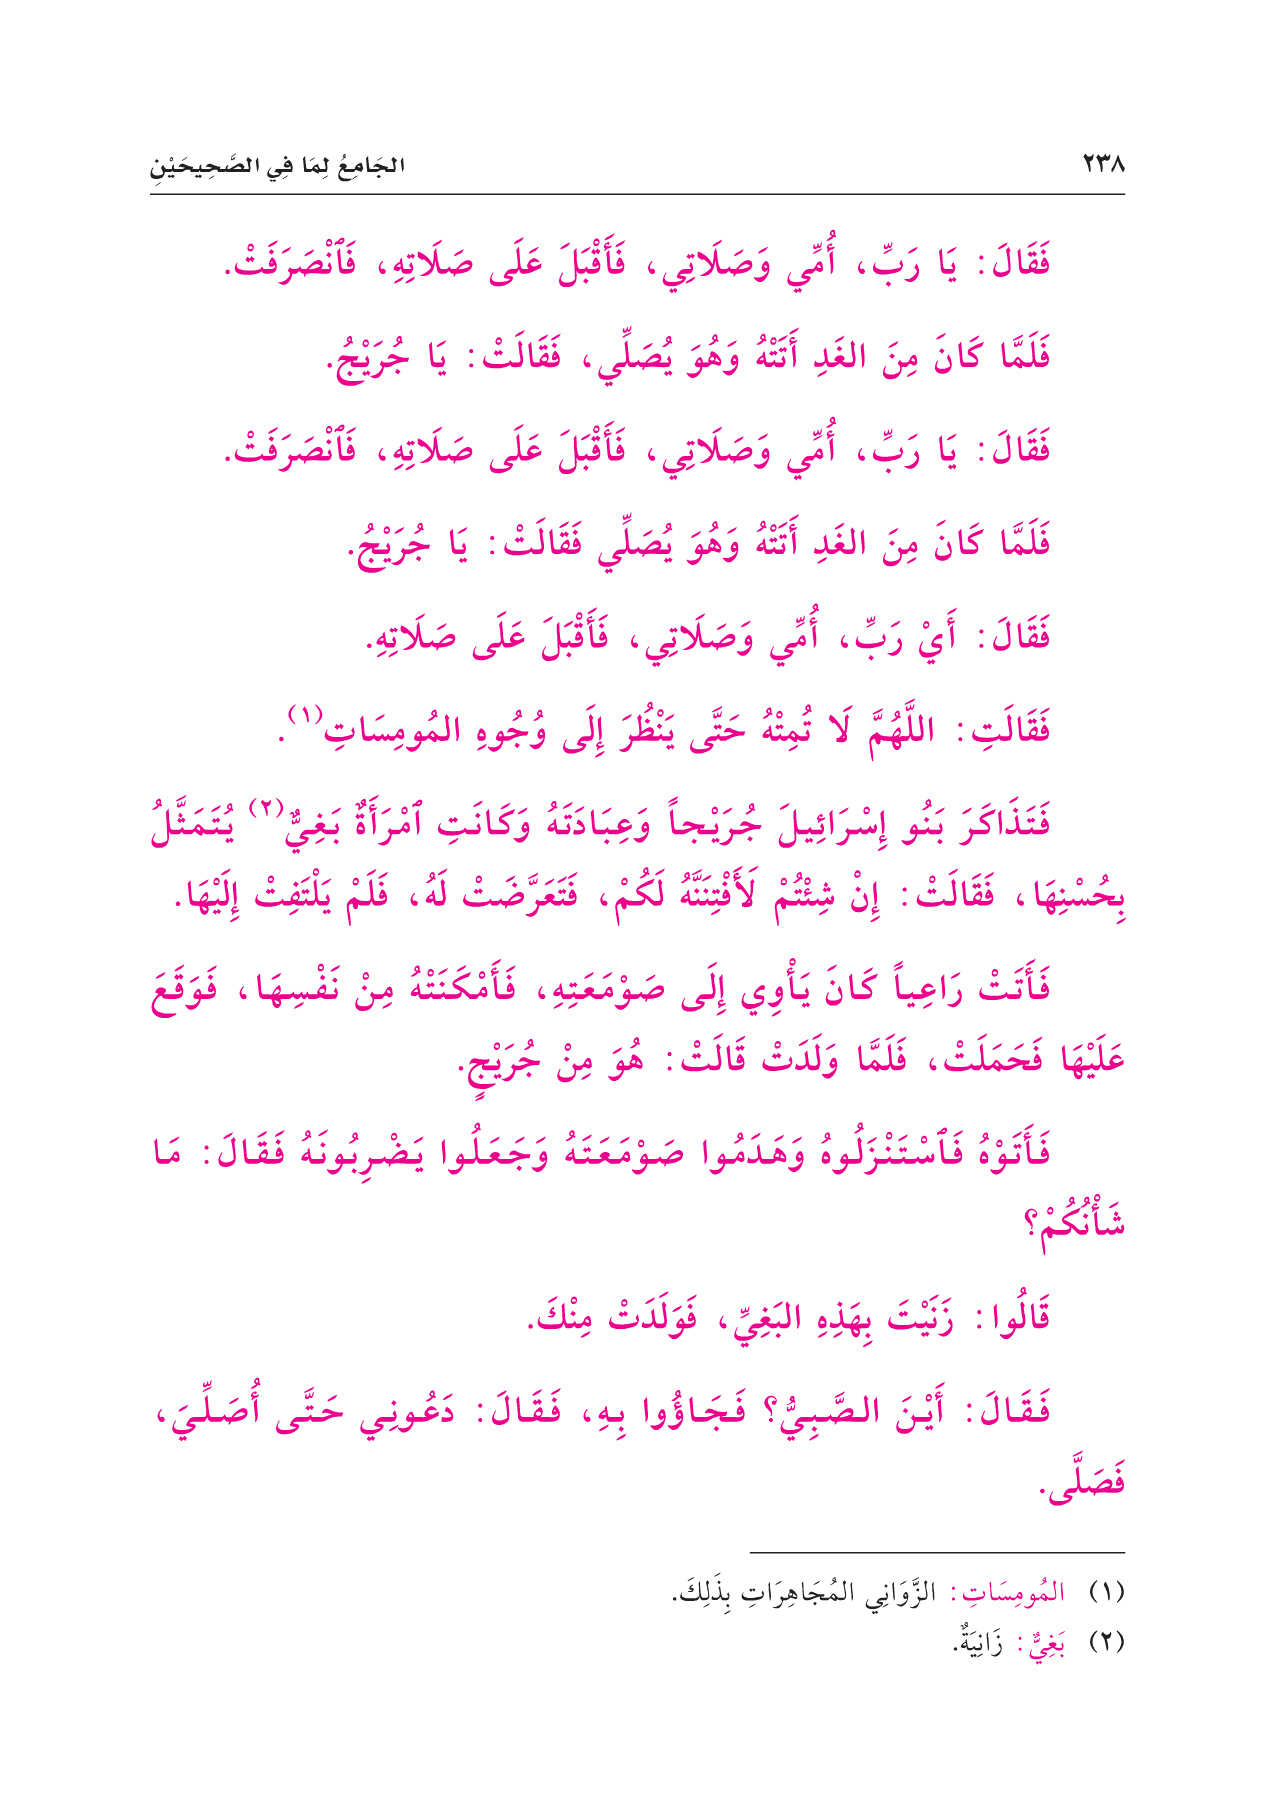 ٢٣٨ الجَامِعُ لِمَا فِي الصَّحِيحَيْنِ
فَقَالَ: يَا رَبِّ، أُمِّي وَصَلَاتِي، فَأَقْبَلَ عَلَى صَلَاتِهِ، فَٱنْصَرَفَتْ.
فَلَمَّا كَانَ مِنَ الغَدِ أَتَتْهُ وَهُوَ يُصَلِّي، فَقَالَتْ: يَا جُرَيْجُ.
فَقَالَ: يَا رَبِّ، أُمِّي وَصَلَاتِي، فَأَقْبَلَ عَلَى صَلَاتِهِ، فَٱنْصَرَفَتْ.
فَلَمَّا كَانَ مِنَ الغَدِ أَتَتْهُ وَهُوَ يُصَلِّي فَقَالَتْ: يَا جُرَيْجُ.
فَقَالَ: أَيْ رَبِّ، أُمِّي وَصَلَاتِي، فَأَقْبَلَ عَلَى صَلَاتِهِ.
فَقَالَتِ: اللَّهُمَّ لَا تُمِتْهُ حَتَّى يَنْظُرَ إِلَى وُجُوهِ المُومِسَاتِ(١).
فَتَذَاكَرَ بَنُو إِسْرَائِيلَ جُرَيْجاً وَعِبَادَتَهُ وَكَانَتِ ٱمْرَأَةٌ بَغِيٌّ(٢) يُتَمَثَّلُ
بِحُسْنِهَا، فَقَالَتْ: إِنْ شِئْتُمْ لَأَفْتِنَنَّهُ لَكُمْ، فَتَعَرَّضَتْ لَهُ، فَلَمْ يَلْتَفِتْ إِلَيْهَا.
فَأَتَتْ رَاعِياً كَانَ يَأْوِي إِلَى صَوْمَعَتِهِ، فَأَمْكَنَتْهُ مِنْ نَفْسِهَا، فَوَقَعَ
عَلَيْهَا فَحَمَلَتْ، فَلَمَّا وَلَدَتْ قَالَتْ: هُوَ مِنْ جُرَيْجٍ.
فَأَتَوْهُ فَٱسْتَنْزَلُوهُ وَهَدَمُوا صَوْمَعَتَهُ وَجَعَلُوا يَضْرِبُونَهُ فَقَالَ: مَا
شَأْنُكُمْ؟
قَالُوا: زَنَيْتَ بِهَذِهِ البَغِيِّ، فَوَلَدَتْ مِنْكَ.
فَقَالَ: أَيْنَ الصَّبِيُّ؟ فَجَاؤُوا بِهِ، فَقَالَ: دَعُونِي حَتَّى أُصَلِّيَ،
فَصَلَّى.
(١) المُومِسَاتِ: الزَّوَانِي المُجَاهِرَاتِ بِذَلِكَ.
(٢) بَغِيٌّ: زَانِيَةٌ.